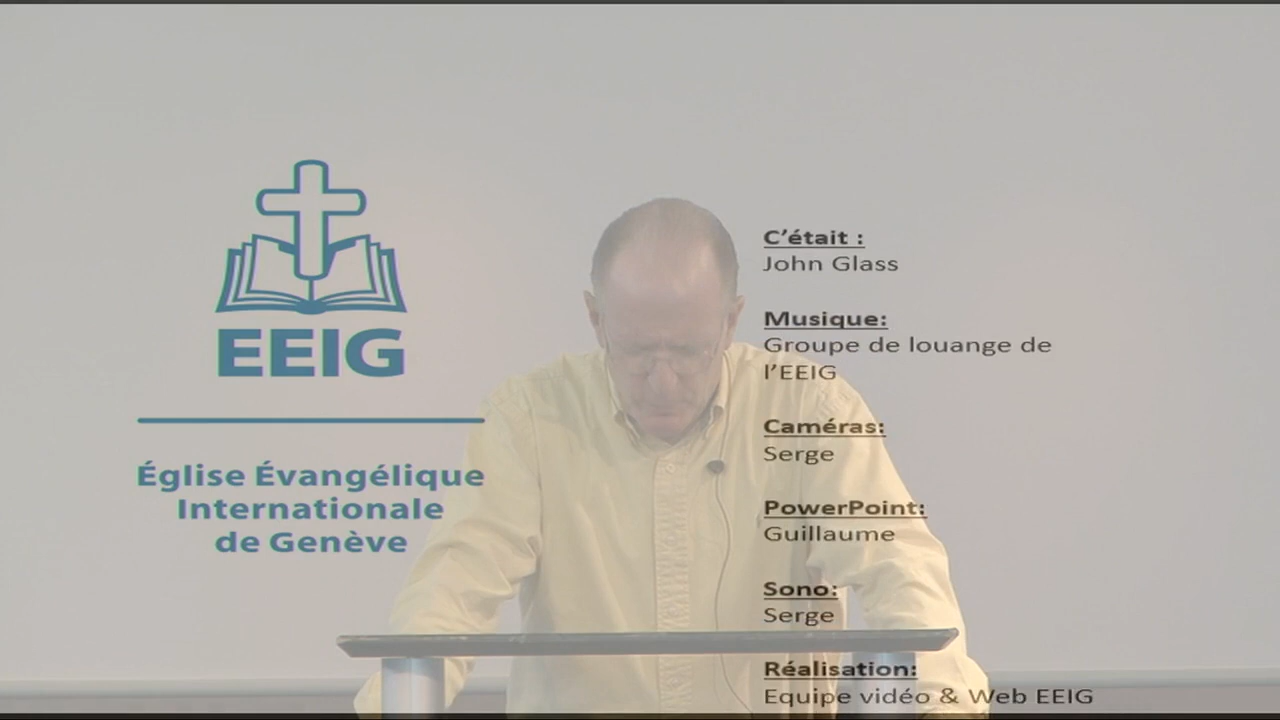 EEIG
Église Évangélique
Internationale
de Genève
C’était :
John Glass
Musique:
Groupe de louange de
l’EEIG
Caméras:
Serge
PowerPoint:
Guillaume
Sono:
Serge
Réalisation:
Equipe vidéo & Web EEIG